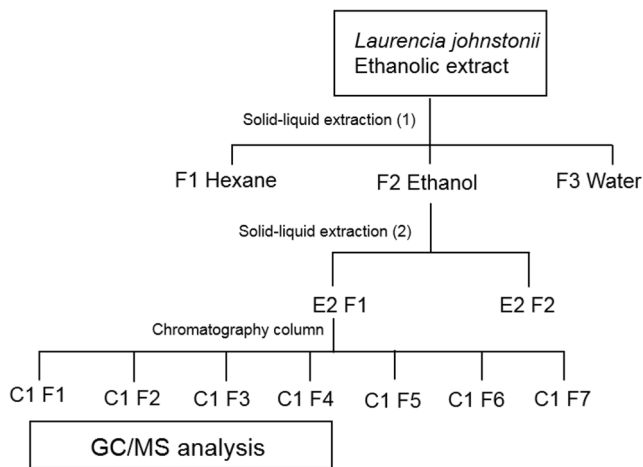 Laurencia johnstonii
Ethanolic extract
Solid-liquid extraction (1)
F1 Hexane
F2 Ethanol
F3 Water
Solid-liquid extraction (2)
E2 F1
E2 F2
Chromatography column
C1 F1
C1 F2
C1 F3
C1 F4
C1 F5
C1 F6
C1 F7
GC/MS analysis